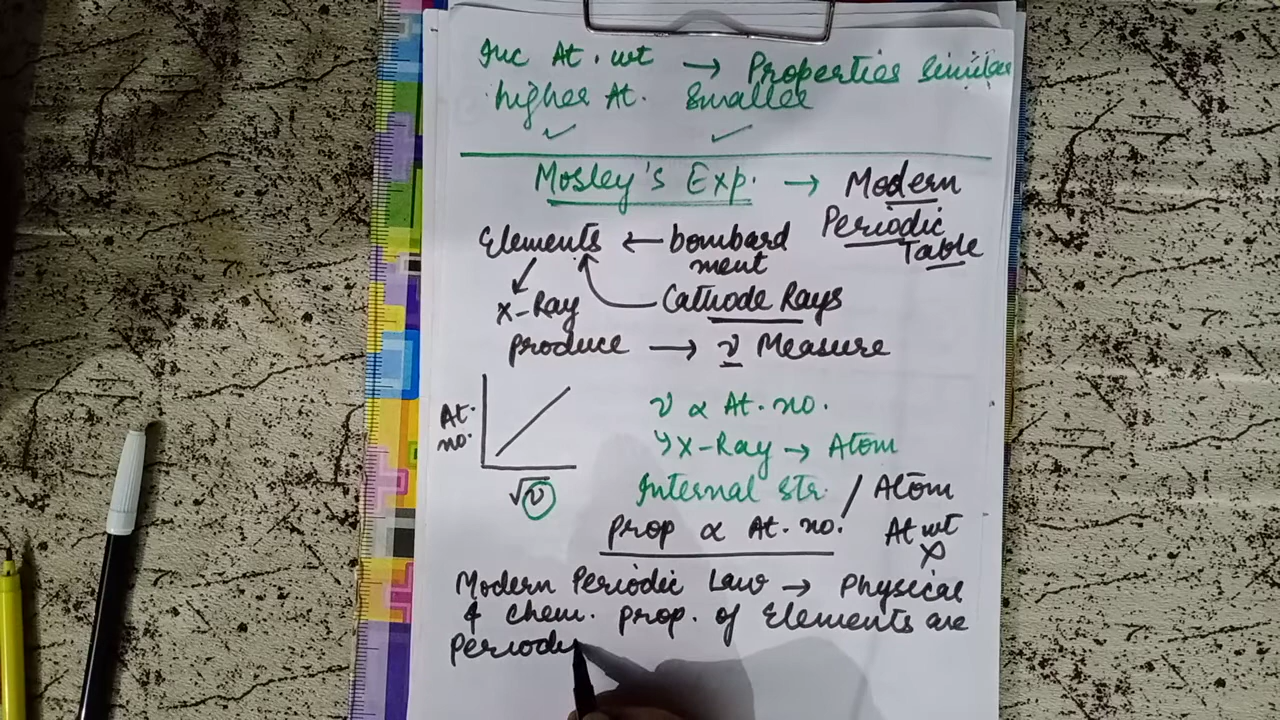 Inc At. wt → Properties Similar
higher At. Smaller
Mosley's Exp. → Modern
Periodic
Table
Elements ← bombard
ment
X-Ray Cathode Rays
produce → ν Measure
At.
no.
√ν
ν ∝ At. no.
↳X-Ray → Atom
Internal Str. / Atom
prop ∝ At. no. At wt
X
Modern Periodic Law → Physical
& Chem. prop. of Elements are
Periodi